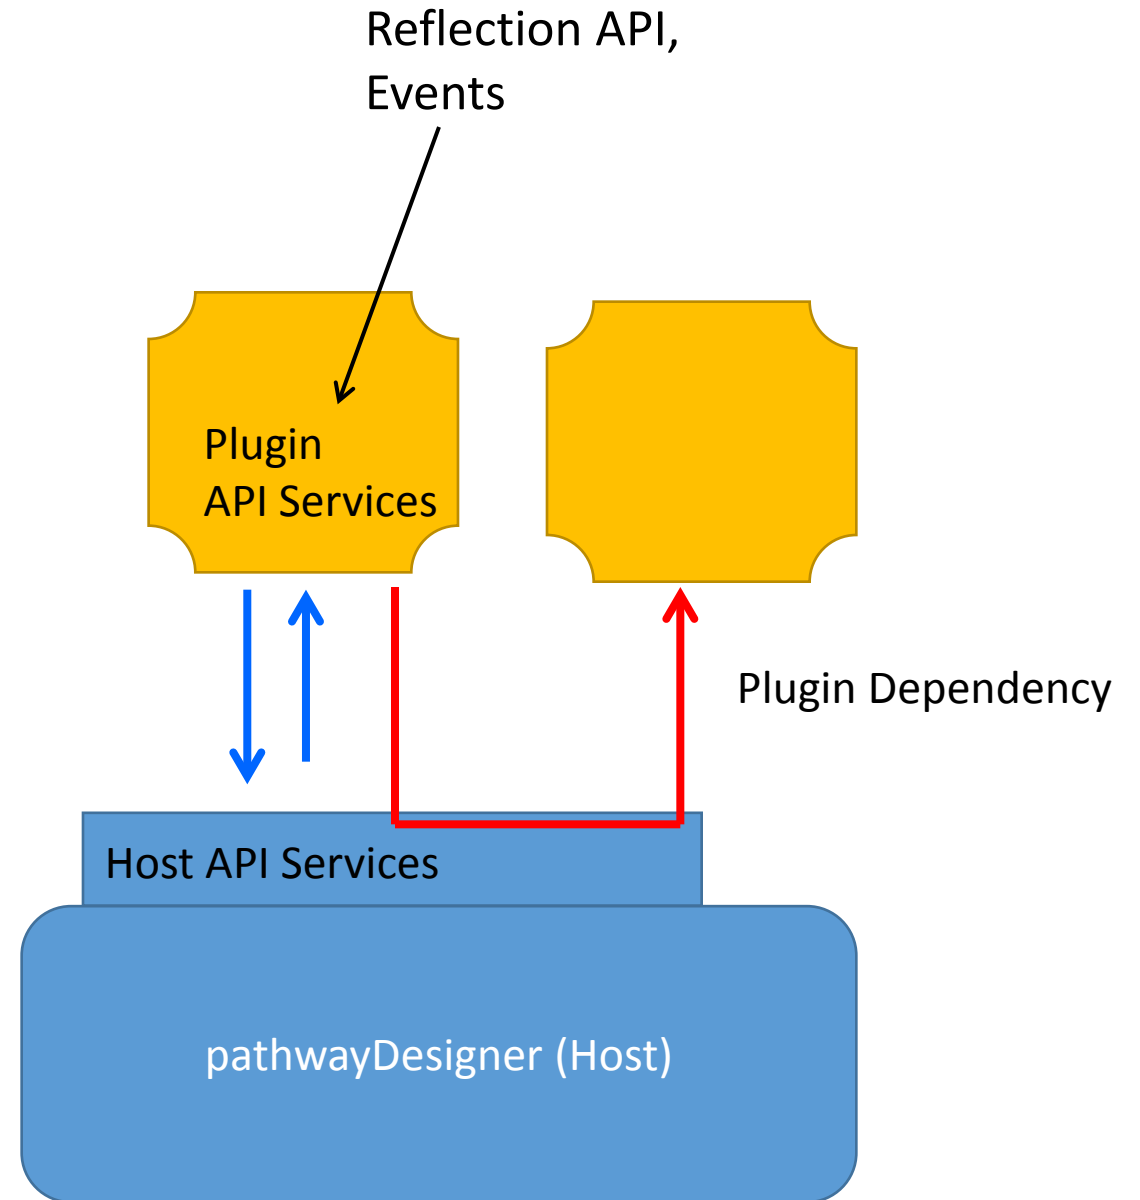 Reflection API,
Events
Plugin
API Services
Plugin Dependency
Host API Services
pathwayDesigner (Host)